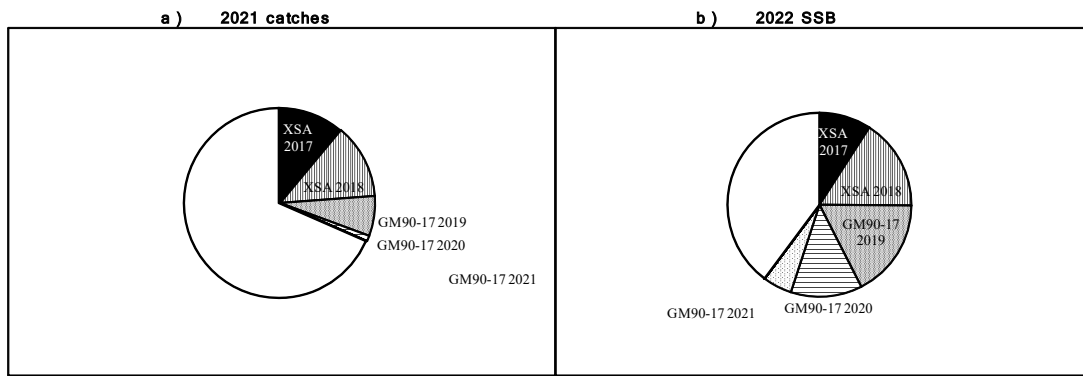 a ) 2021 catches
b ) 2022 SSB
XSA
2017
XSA 2018
GM90-17 2019
GM90-17 2020
GM90-17 2021
XSA
2017
XSA 2018
GM90-17
2019
GM90-17 2020
GM90-17 2021